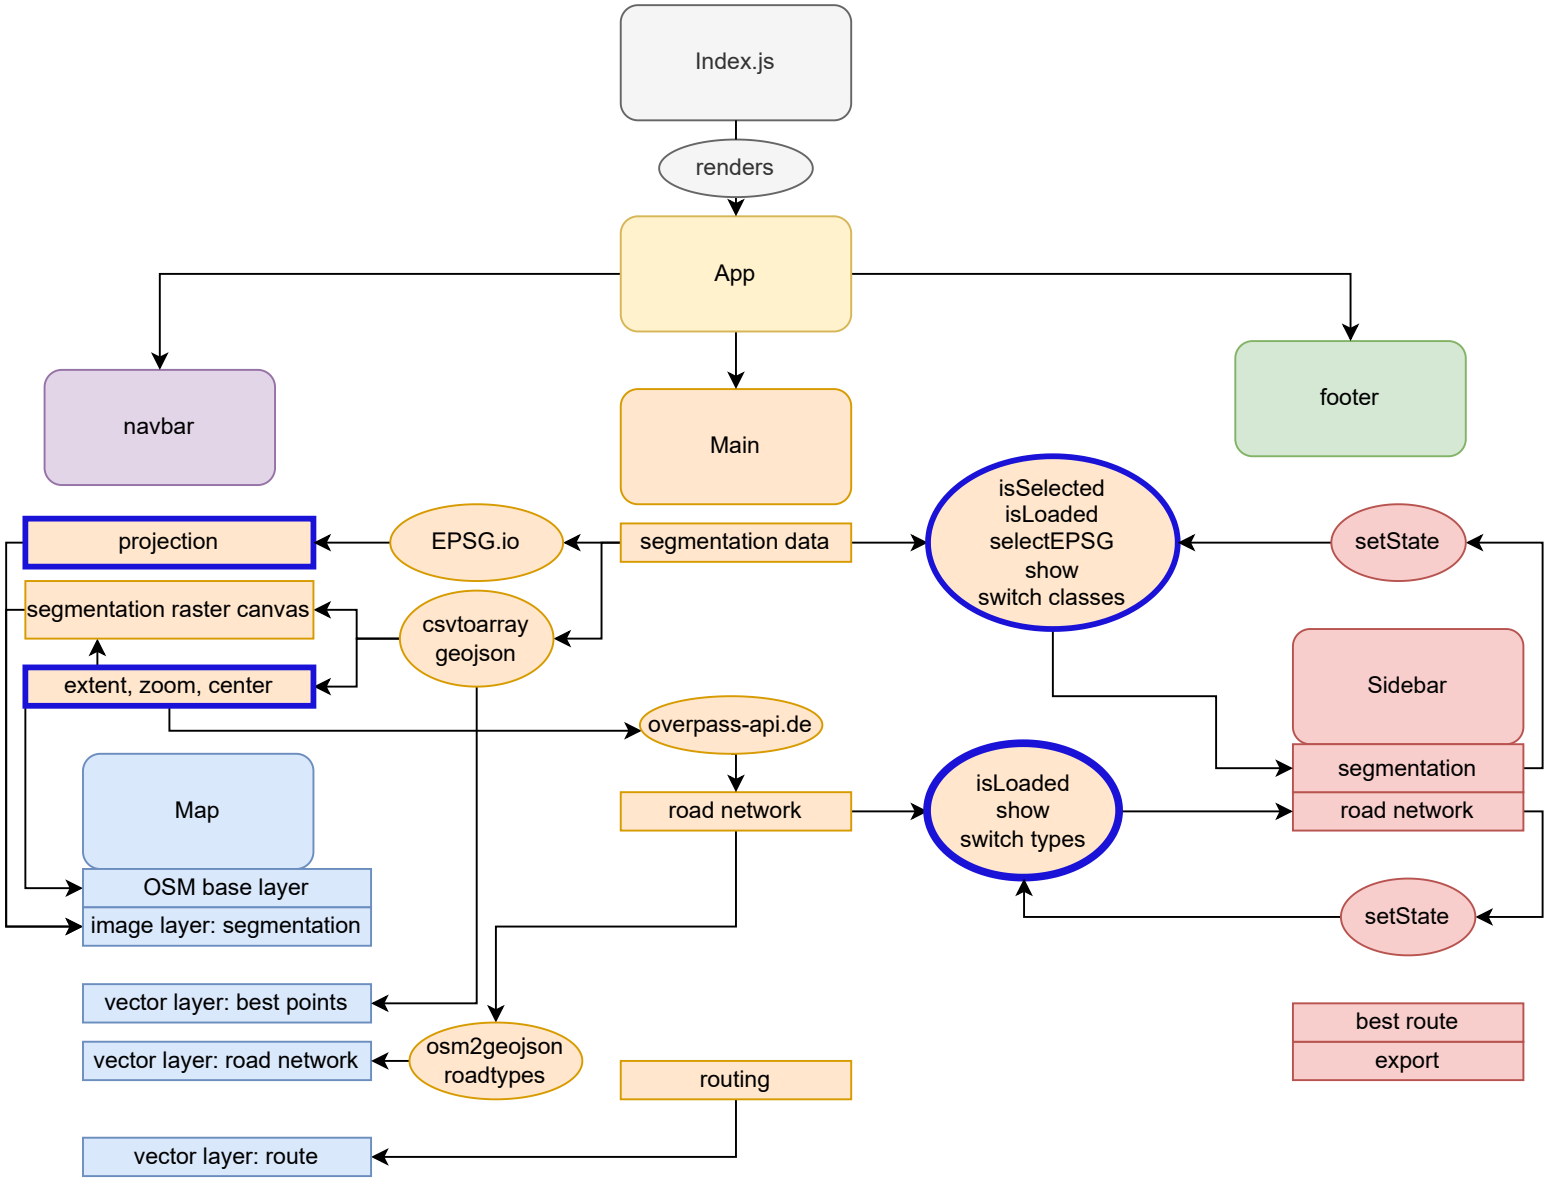 Index.js
renders
App
navbar
Main
footer
projection
EPSG.io
segmentation data
isSelected
isLoaded
selectEPSG
show
switch classes
setState
segmentation raster canvas
csvtoarray
geojson
extent, zoom, center
Sidebar
overpass-api.de
segmentation
road network
Map
road network
isLoaded
show
switch types
OSM base layer
image layer: segmentation
setState
vector layer: best points
best route
export
vector layer: road network
osm2geojson
roadtypes
routing
vector layer: route